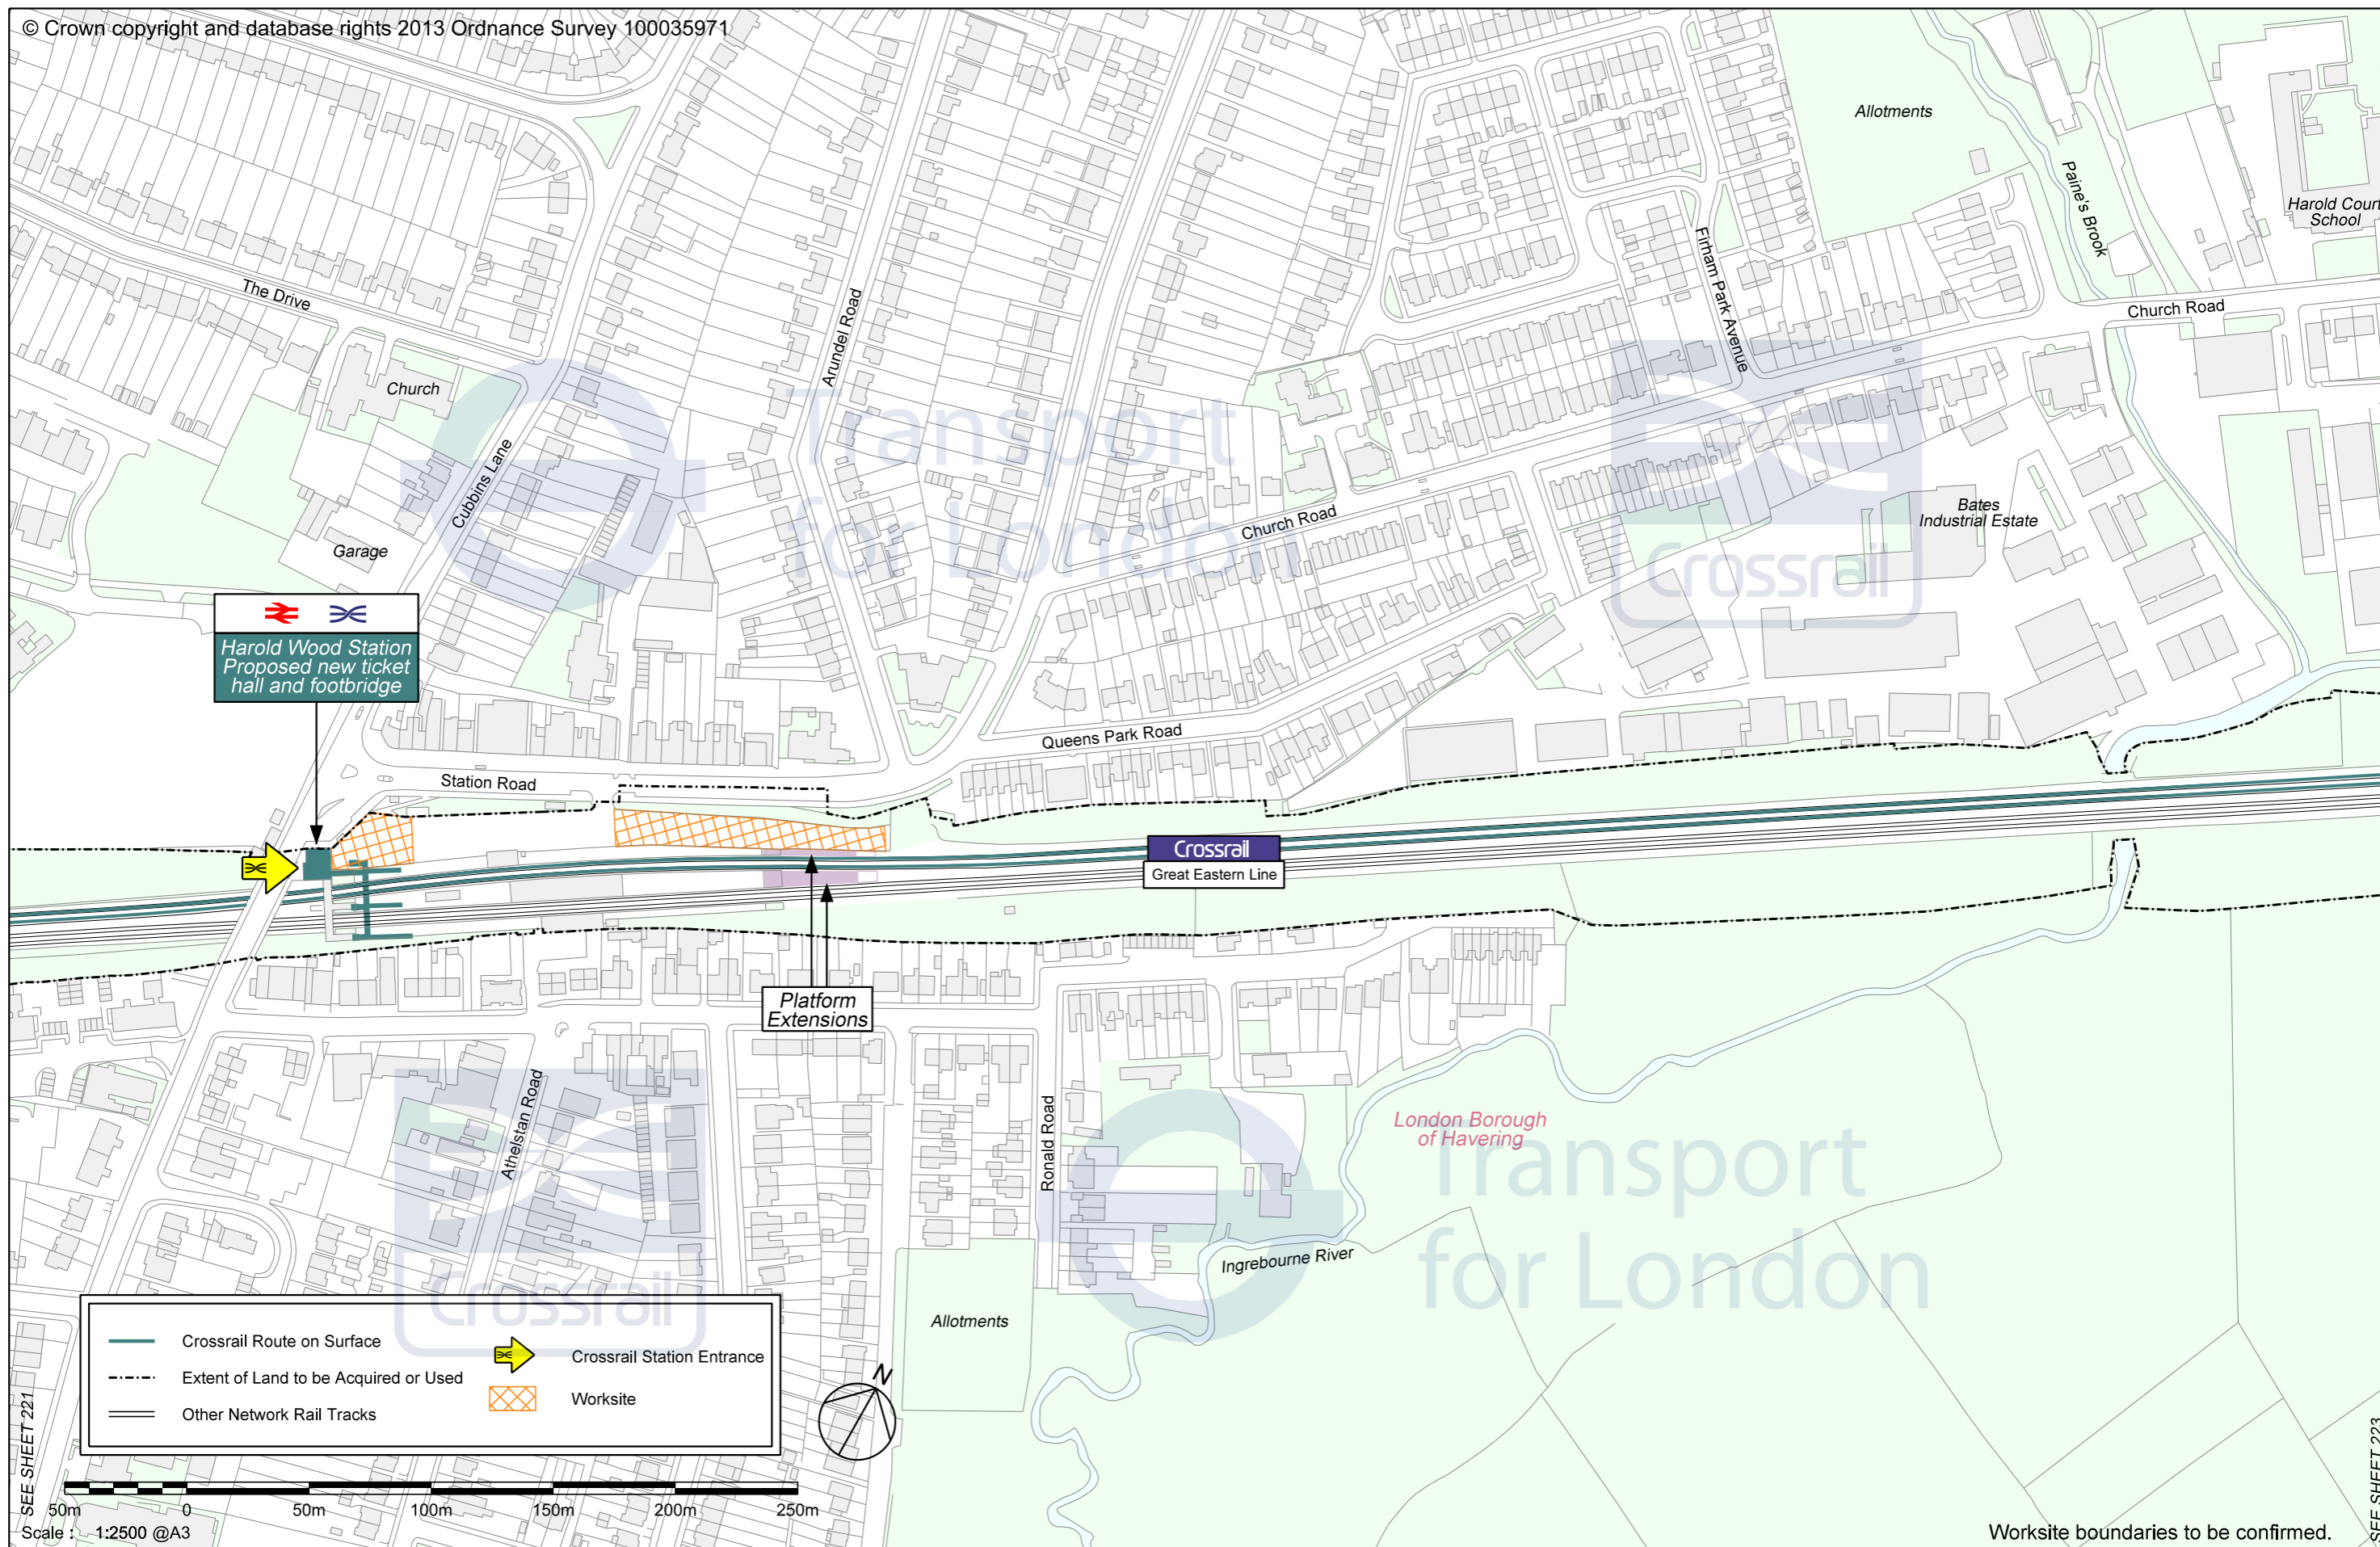 © Crown copyright and database rights 2013 Ordnance Survey 100035971
Allotments
Paine's Brook
Harold Court
School
The Drive
Arundel Road
Firham Park Avenue
Church Road
Church
Transport
for London
Cubbins Lane
Church Road
Bates
Industrial Estate
Crossrail
Garage
Harold Wood Station
Proposed new ticket
hall and footbridge
Queens Park Road
Station Road
Crossrail
Great Eastern Line
Platform
Extensions
Athelstan Road
Ronald Road
London Borough
of Havering
Transport
for London
Ingrebourne River
Crossrail
Allotments
Crossrail Route on Surface
Extent of Land to be Acquired or Used
Other Network Rail Tracks
Crossrail Station Entrance
Worksite
N
SEE SHEET 221
SEE SHEET 223
50m 0 50m 100m 150m 200m 250m
Scale : 1:2500 @A3
Worksite boundaries to be confirmed.